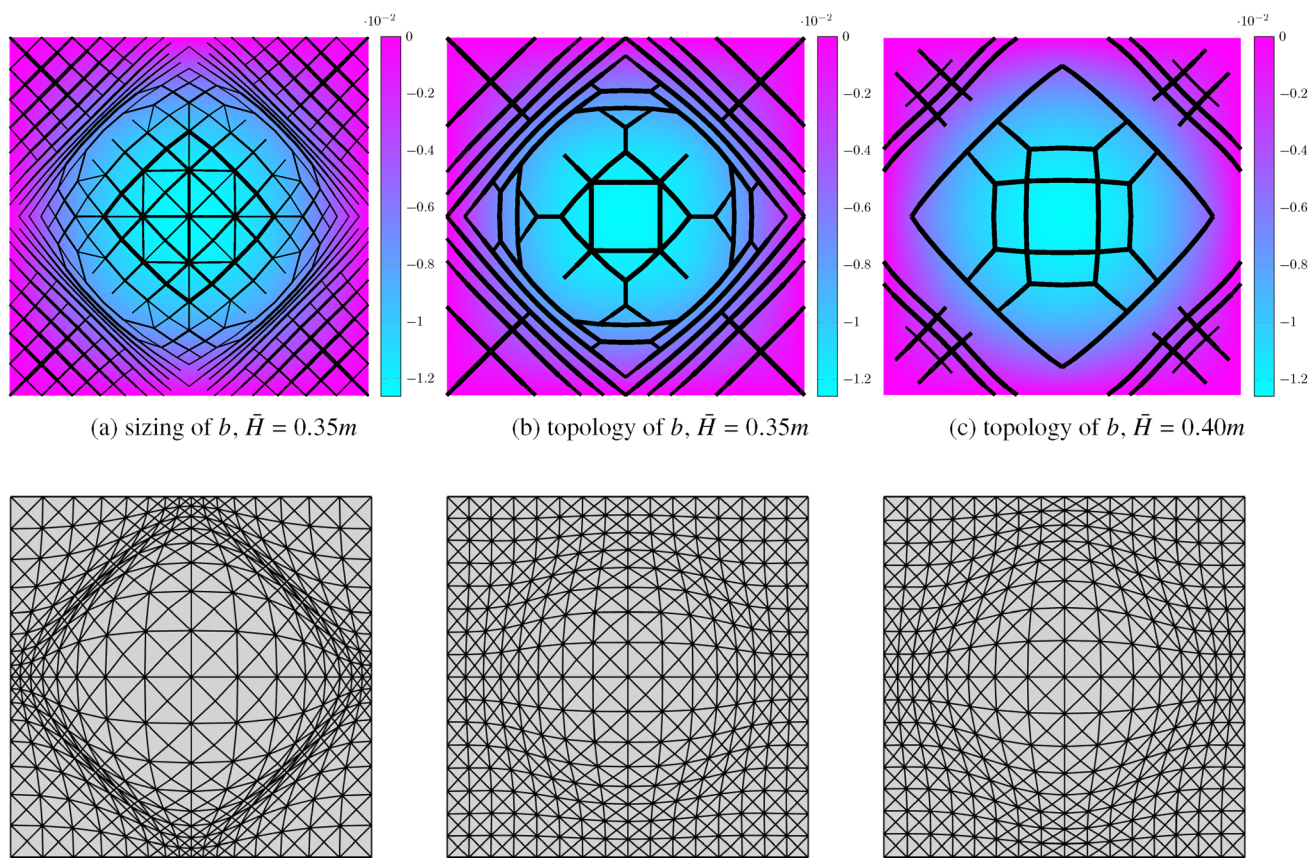 ·10⁻² ·10⁻² ·10⁻²
0 0 0
−0.2 −0.2 −0.2
−0.4 −0.4 −0.4
−0.6 −0.6 −0.6
−0.8 −0.8 −0.8
−1 −1 −1
−1.2 −1.2 −1.2
(a) sizing of b, H̄ = 0.35m
(b) topology of b, H̄ = 0.35m
(c) topology of b, H̄ = 0.40m